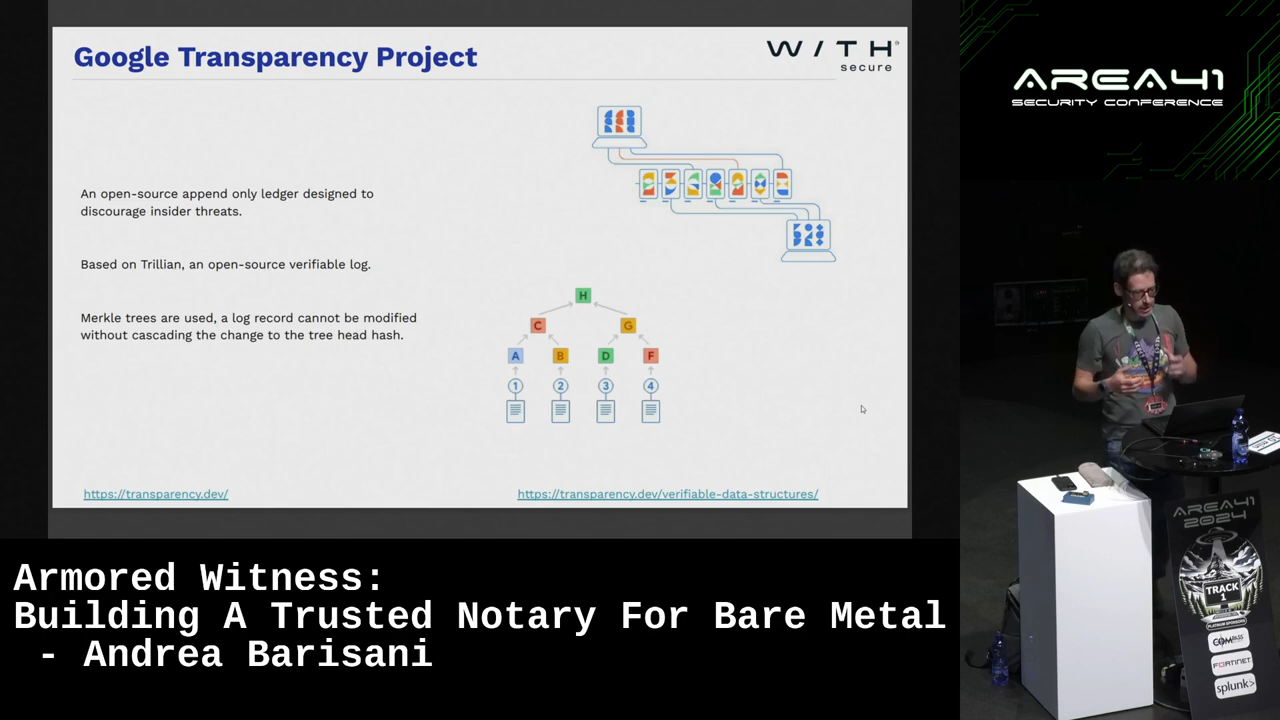 Google Transparency Project
W / T H
secure
An open-source append only ledger designed to
discourage insider threats.
Based on Trillian, an open-source verifiable log.
Merkle trees are used, a log record cannot be modified
without cascading the change to the tree head hash.
H
C G
A B D F
1 2 3 4
https://transparency.dev/
https://transparency.dev/verifiable-data-structures/
AREA41
SECURITY CONFERENCE
Armored Witness:
Building A Trusted Notary For Bare Metal
- Andrea Barisani
AREA41
2024
TRACK
1
PLATINUM SPONSORS
COMPASS
FORTINET
splunk>